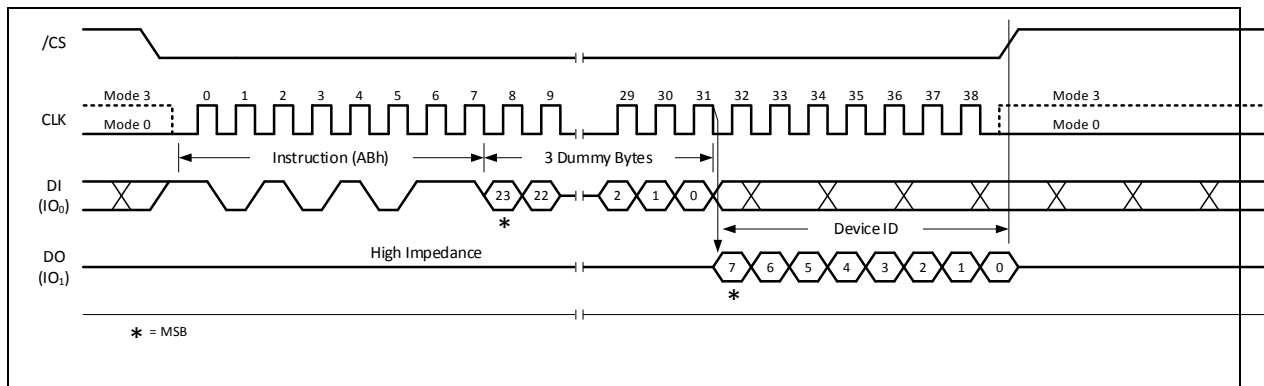 /CS
Mode 3 0 1 2 3 4 5 6 7 8 9 29 30 31 32 33 34 35 36 37 38 Mode 3
CLK
Mode 0 Mode 0
Instruction (ABh) 3 Dummy Bytes
DI
(IO₀)
23 22 2 1 0
*
Device ID
High Impedance
DO
(IO₁)
7 6 5 4 3 2 1 0
*
* = MSB